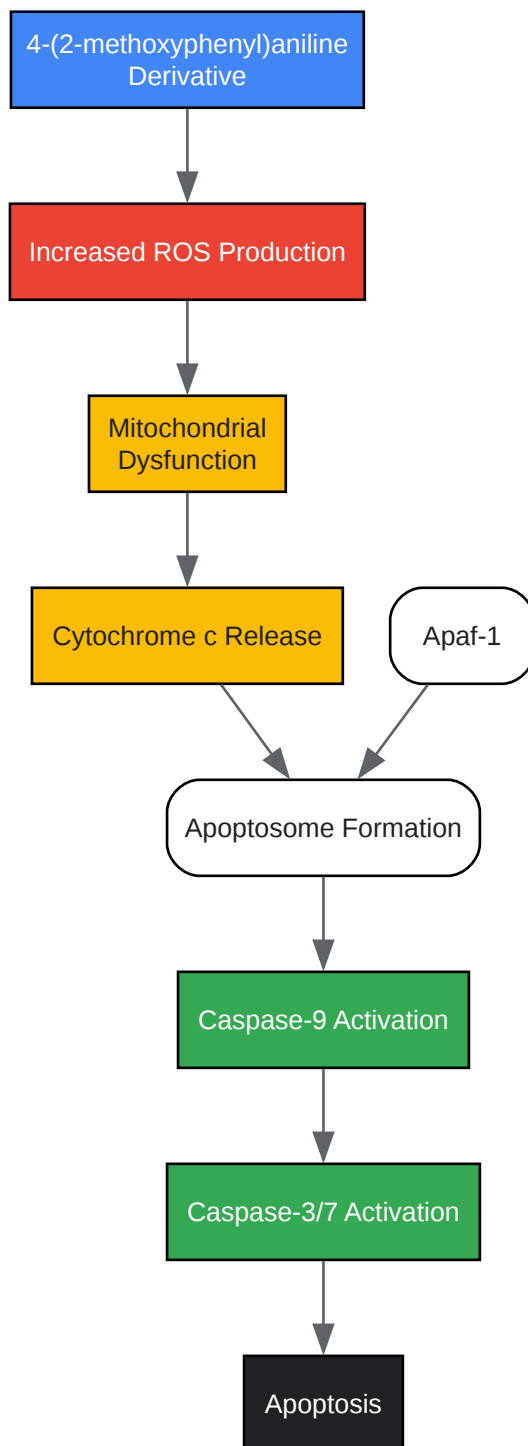 4-(2-methoxyphenyl)aniline
Derivative
Increased ROS Production
Mitochondrial
Dysfunction
Cytochrome c Release
Apaf-1
Apoptosome Formation
Caspase-9 Activation
Caspase-3/7 Activation
Apoptosis